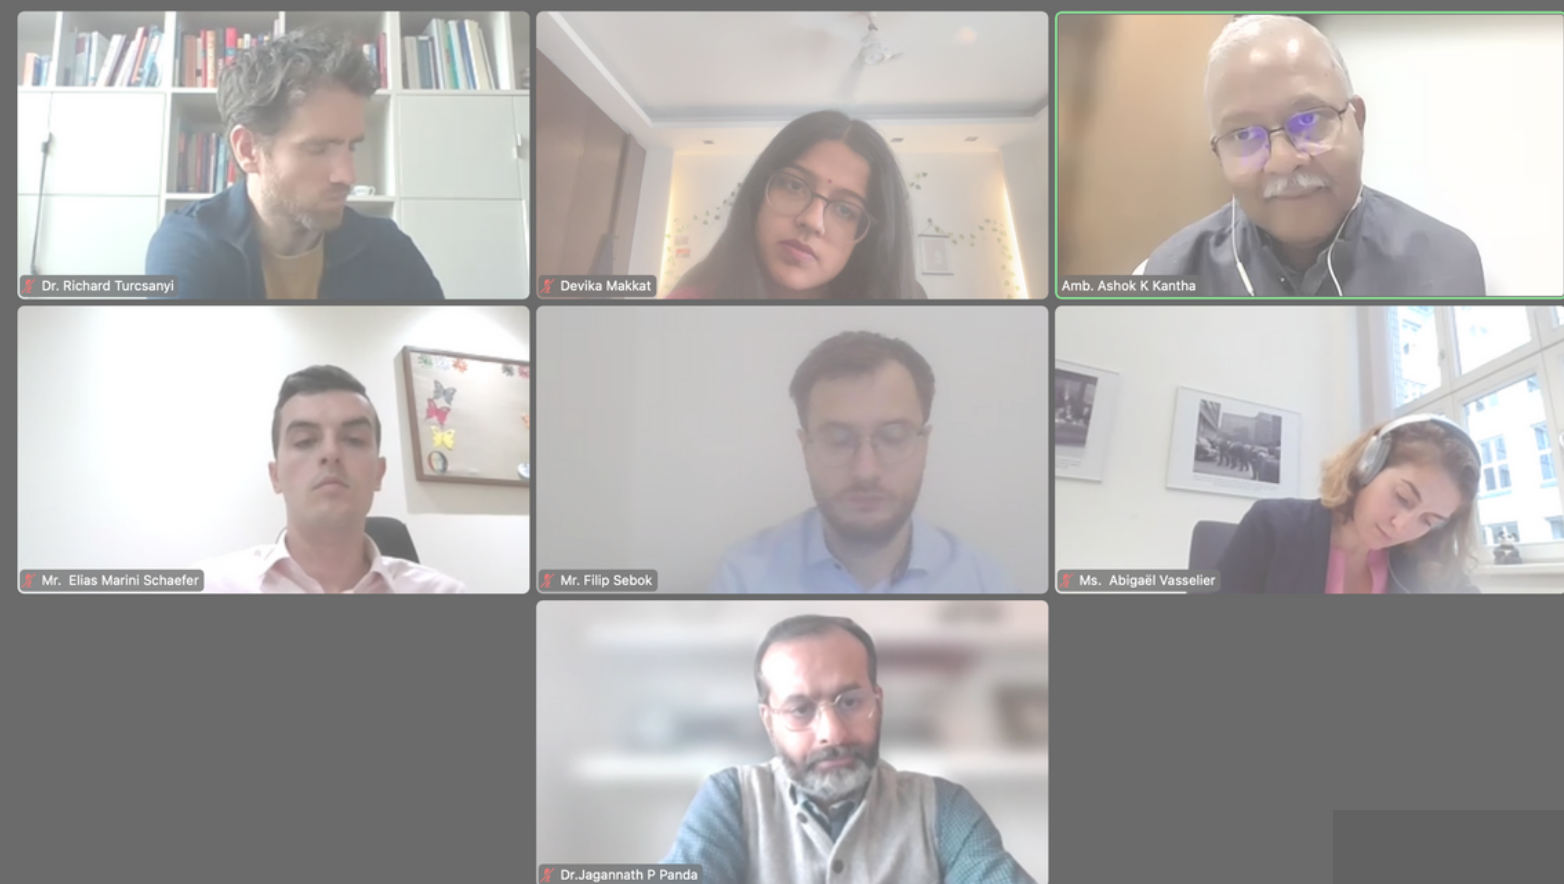 Dr. Richard Turcsanyi
Devika Makkat
Amb. Ashok K Kantha
Mr.  Elias Marini Schaefer
Mr. Filip Sebok
Ms.  Abigaël Vasselier
Dr.Jagannath P Panda